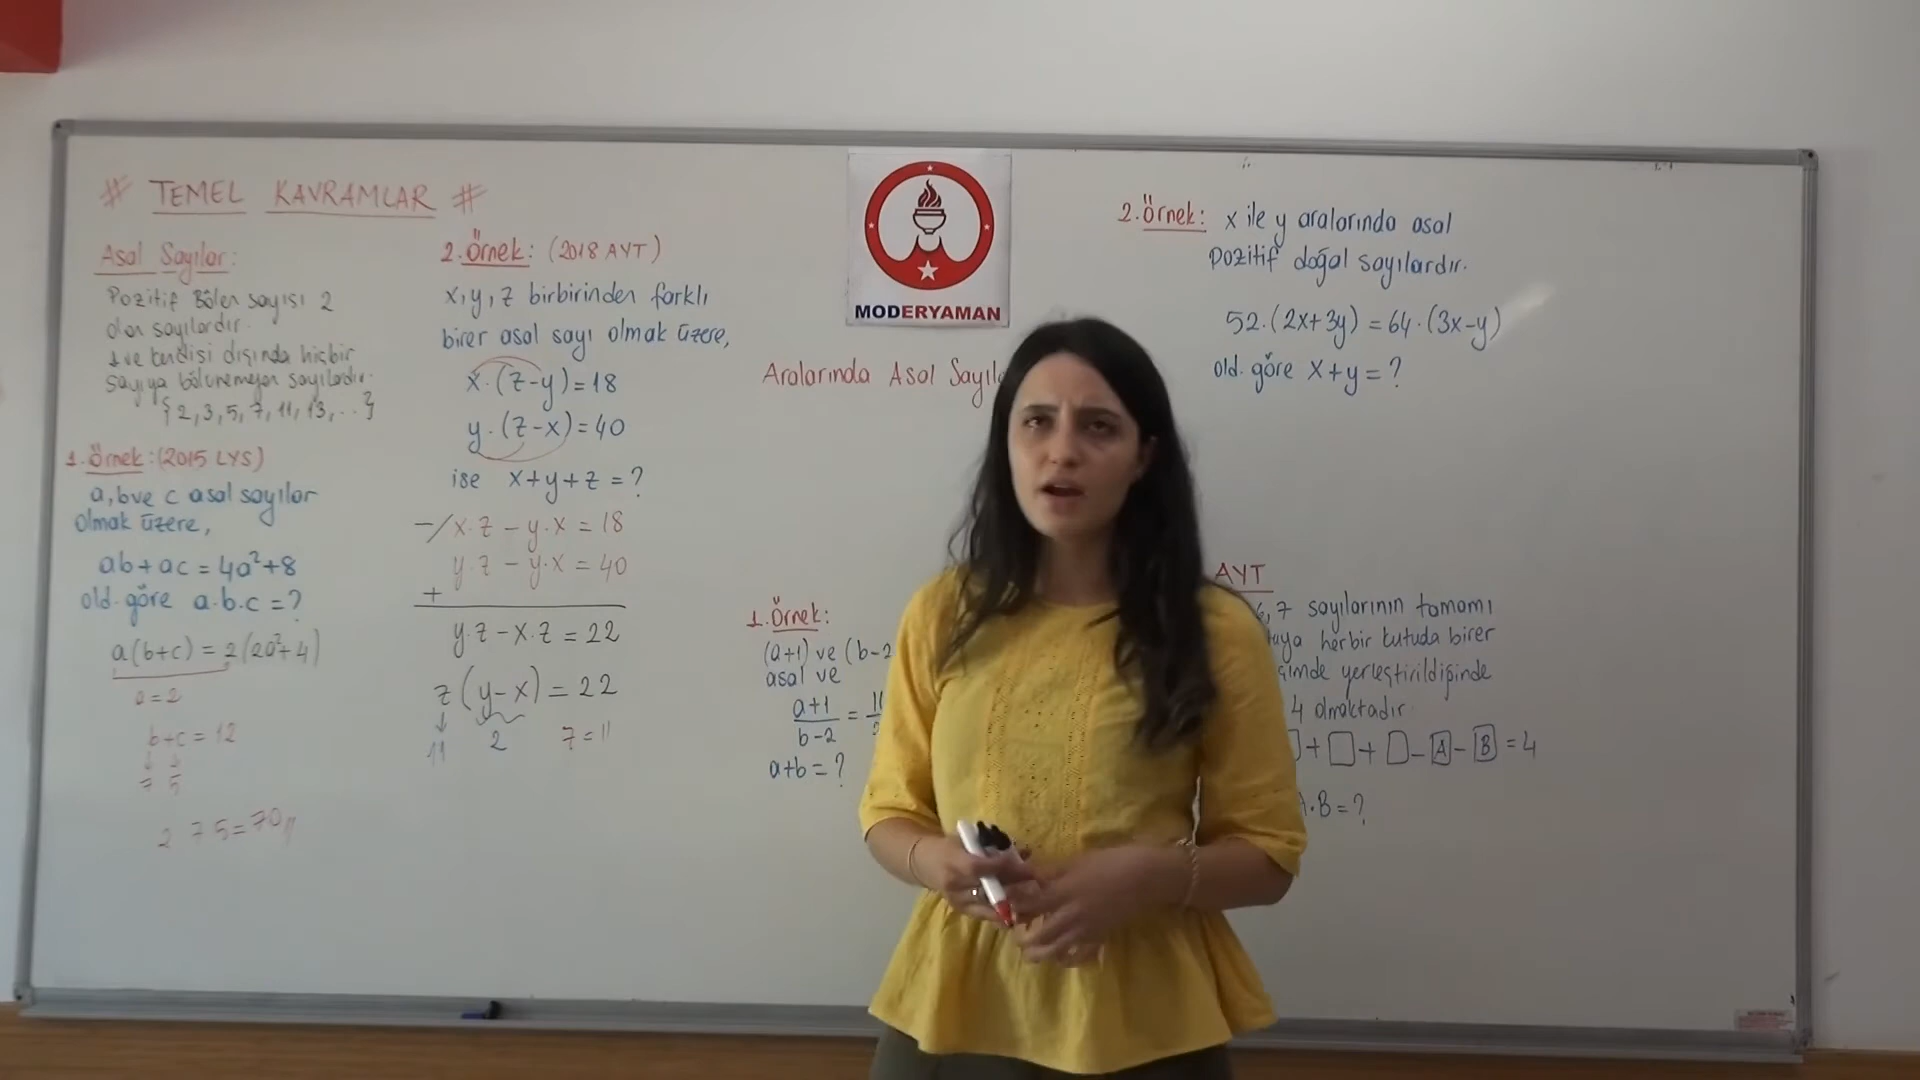 # TEMEL KAVRAMLAR #
Asal Sayılar:
Pozitif Bölen sayısı 2
olan sayılardır.
1 ve kendisi dışında hiçbir
sayıya bölünemeyen sayılardır.
{2, 3, 5, 7, 11, 13, ...}
1.Örnek: (2015 LYS)
a, b ve c asal sayılar
olmak üzere,
ab+ac = 4a²+8
old. göre a.b.c = ?
a(b+c) = 2(2a²+4)
a=2
b+c = 12
7 5
2 7 5 = 70//
2.Örnek: (2018 AYT)
x, y, z birbirinden farklı
birer asal sayı olmak üzere,
x.(z-y)=18
y.(z-x)=40
ise x+y+z = ?
-/ x.z - y.x = 18
y.z - y.x = 40
+
y.z - x.z = 22
z(y-x) = 22
11 2
MODERYAMAN
Aralarında Asal
1.Örnek:
(a+1) ve (b-2
asal ve
a+1
b-2
=
a+b = ?
2.Örnek: x ile y aralarında asal
pozitif doğal sayılardır.
52.(2x+3y) = 64.(3x-y)
old. göre x+y = ?
AYT
6, 7 sayılarının tamamı
herbir kutuda birer
yerleştirildiğinde
4 olmaktadır.
+ □ + □ - A - B = 4
.B = ?